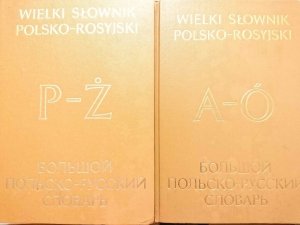 WIELKI SŁOWNIK
POLSKO-ROSYJSKI
P-Ż
БОЛЬШОЙ
ПОЛЬСКО-РУССКИЙ
СЛОВАРЬ
WIELKI SŁOWNIK
POLSKO-ROSYJSKI
A-Ó
БОЛЬШОЙ
ПОЛЬСКО-РУССКИЙ
СЛОВАРЬ